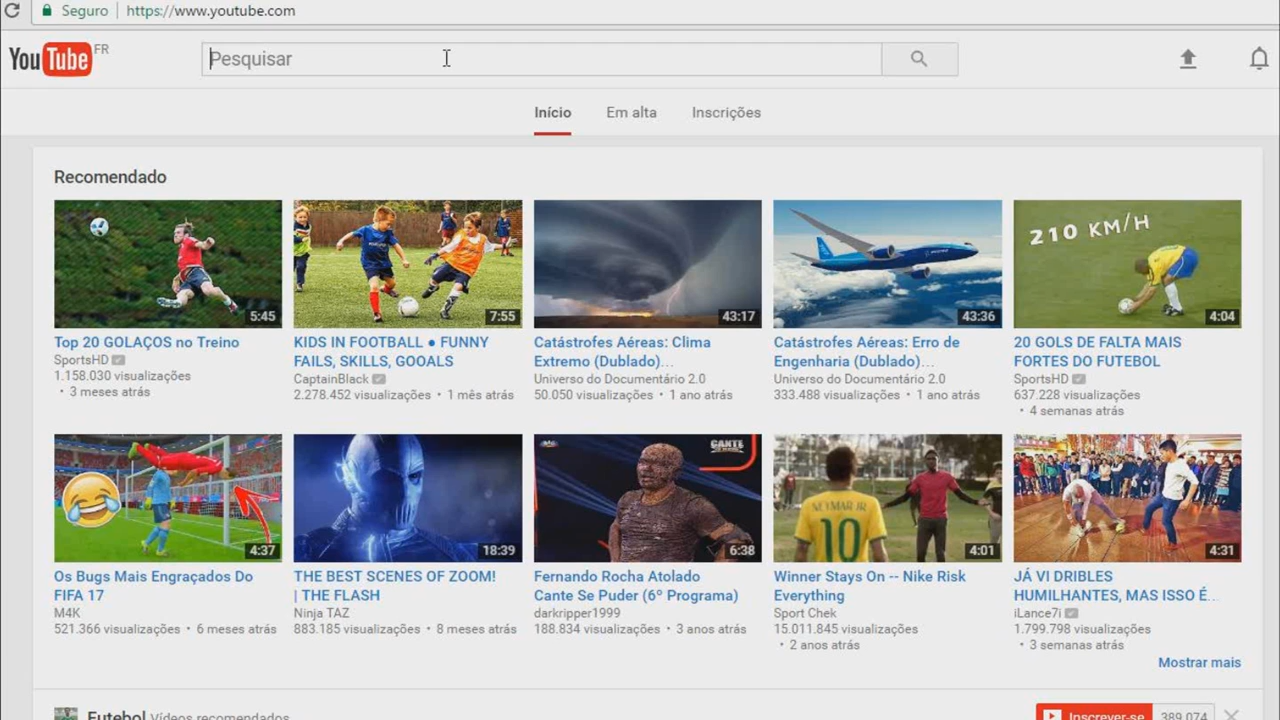 Seguro https://www.youtube.com
YouTube FR
Pesquisar
Início Em alta Inscrições
Recomendado
5:45
7:55
43:17
43:36
210 KM/H
4:04
Top 20 GOLAÇOS no Treino
SportsHD
1.158.030 visualizações
• 3 meses atrás
KIDS IN FOOTBALL ● FUNNY
FAILS, SKILLS, GOOALS
CaptainBlack
2.278.452 visualizações • 1 mês atrás
Catástrofes Aéreas: Clima
Extremo (Dublado)...
Universo do Documentário 2.0
50.050 visualizações • 1 ano atrás
Catástrofes Aéreas: Erro de
Engenharia (Dublado)...
Universo do Documentário 2.0
333.488 visualizações • 1 ano atrás
20 GOLS DE FALTA MAIS
FORTES DO FUTEBOL
SportsHD
637.228 visualizações
• 4 semanas atrás
4:37
18:39
CANTE
6:38
NEYMAR JR
10
4:01
4:31
Os Bugs Mais Engraçados Do
FIFA 17
M4K
521.366 visualizações • 6 meses atrás
THE BEST SCENES OF ZOOM!
| THE FLASH
Ninja TAZ
883.185 visualizações • 8 meses atrás
Fernando Rocha Atolado
Cante Se Puder (6º Programa)
darkripper1999
188.834 visualizações • 3 anos atrás
Winner Stays On -- Nike Risk
Everything
Sport Chek
15.011.845 visualizações
• 2 anos atrás
JÁ VI DRIBLES
HUMILHANTES, MAS ISSO É...
iLance7i
1.799.798 visualizações
• 3 semanas atrás
Mostrar mais
Futebol Vídeos recomendados
Inscrever-se 389.074